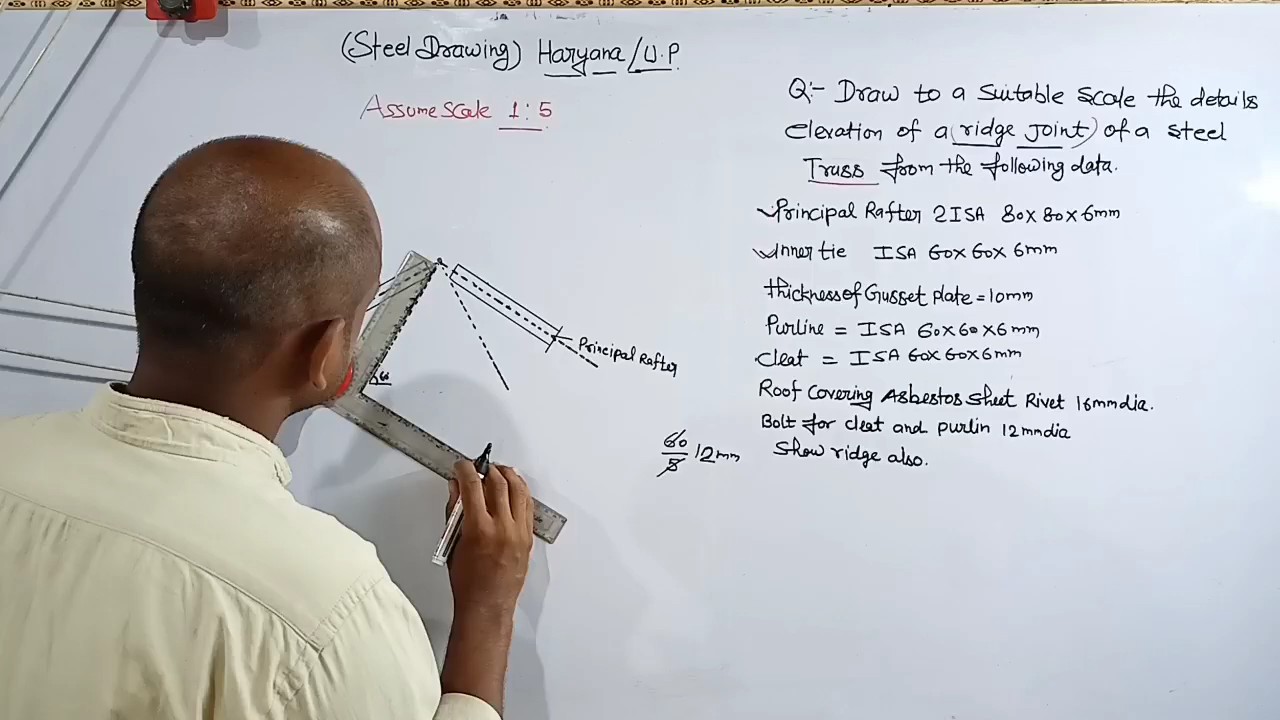 (Steel Drawing) Haryana/U.P.
Assume Scale 1:5
Q:- Draw to a Suitable Scale the details
elevation of a (ridge joint) of a steel
Truss from the following data.
Principal Rafter 2ISA 80x80x6mm
Inner tie ISA 60x60x6mm
thickness of Gusset plate = 10mm
Purline = ISA 60x60x6mm
Cleat = ISA 60x60x6mm
Roof Covering Asbestos Sheet Rivet 16mm dia.
Bolt for cleat and purlin 12mm dia
Show ridge also.
Principal Rafter
60/5 12mm